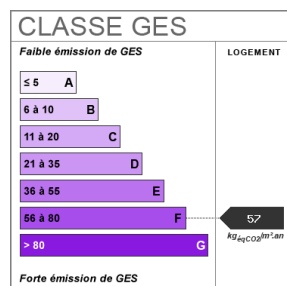 CLASSE GES
Faible émission de GES
LOGEMENT
≤ 5 A
6 à 10 B
11 à 20 C
21 à 35 D
36 à 55 E
56 à 80 F
57
kgéqCO2/m².an
> 80 G
Forte émission de GES